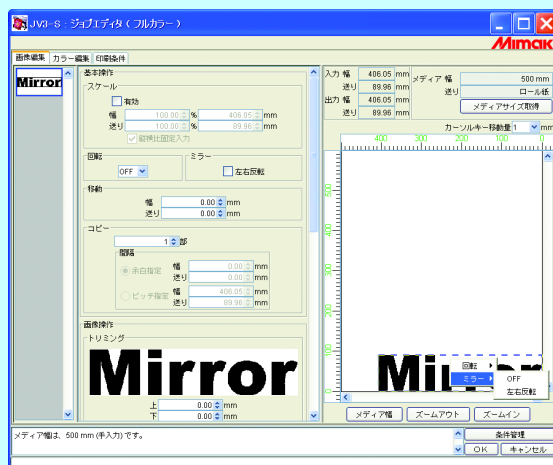 JV3-S：ジョブエディタ（フルカラー）
Mimaki
画像編集 カラー編集 印刷条件
Mirror
基本操作
スケール
有効
幅 100.00 % 406.05 mm
送り 100.00 % 89.96 mm
縦横比固定入力
回転
OFF
ミラー
左右反転
移動
幅 0.00 mm
送り 0.00 mm
コピー
1 部
間隔
余白指定 幅 0.00 mm
送り 0.00 mm
ピッチ指定 幅 406.05 mm
送り 89.96 mm
画像操作
トリミング
Mirror
上 0.00 mm
下 0.00 mm
入力 幅 406.05 mm
送り 89.96 mm
出力 幅 406.05 mm
送り 89.96 mm
メディア 幅 500 mm
送り ロール紙
メディアサイズ取得
カーソルキー移動量 1 mm
400 300 200 100 0
500
400
300
200
100
0
Mirror
回転
ミラー
OFF
左右反転
メディア幅 ズームアウト ズームイン
メディア幅は、500 mm (手入力) です。
条件管理
OK キャンセル